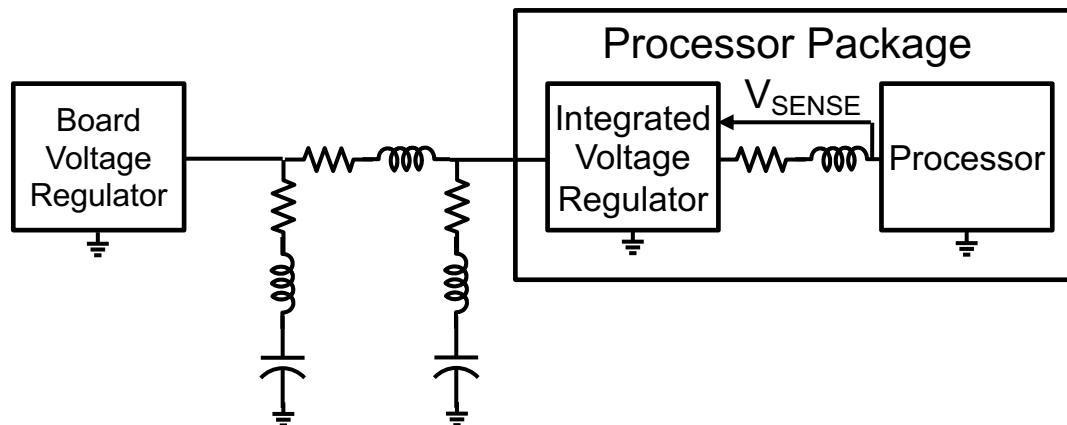 Processor Package
Board
Voltage
Regulator
Integrated
Voltage
Regulator
VSENSE
Processor